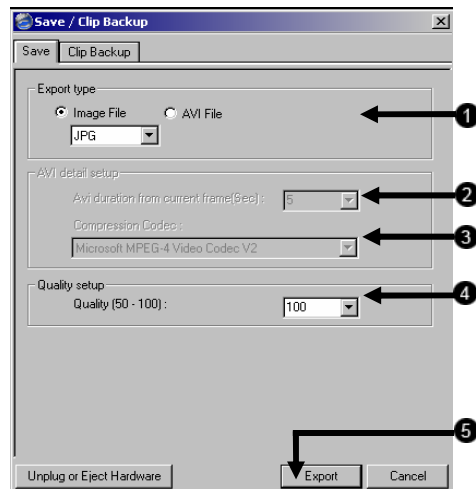 Save / Clip Backup
Save Clip Backup
Export type
Image File AVI File
1
JPG
AVI detail setup
Avi duration from current frame(Sec) : 5
2
Compression Codec :
3
Microsoft MPEG-4 Video Codec V2
Quality setup
4
Quality (50 - 100) : 100
5
Unplug or Eject Hardware Export Cancel